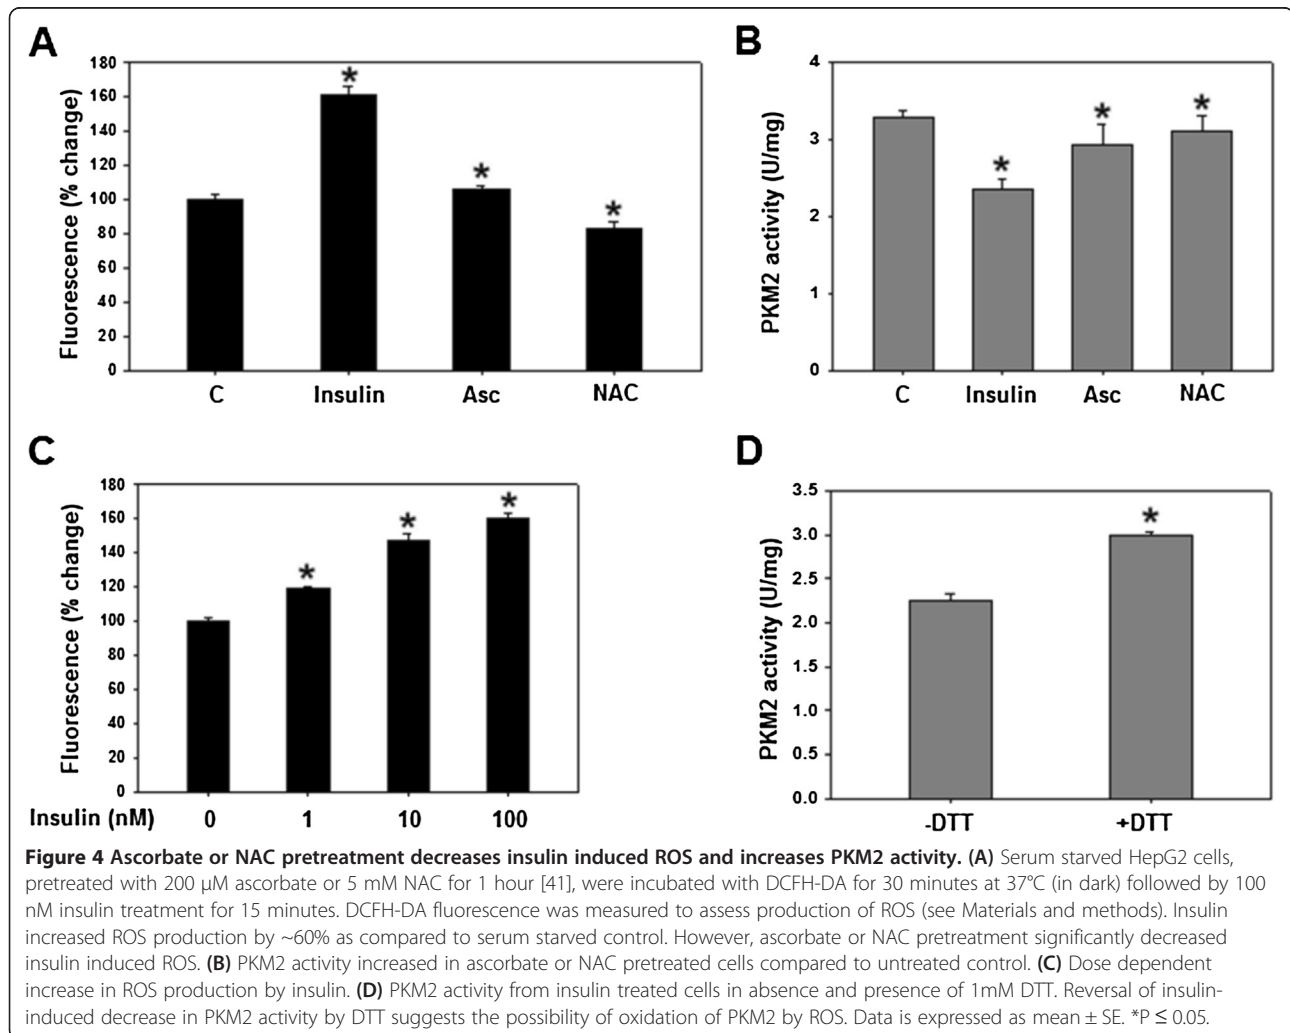 A
Fluorescence (% change)
180
160
140
120
100
80
60
40
20
0
*
*
*
C Insulin Asc NAC
B
PKM2 activity (U/mg)
4
3
2
1
0
*
*
*
C Insulin Asc NAC
C
Fluorescence (% change)
180
160
140
120
100
80
60
40
20
0
*
*
*
Insulin (nM) 0 1 10 100
D
PKM2 activity (U/mg)
3.5
3.0
2.5
2.0
1.5
1.0
0.5
0.0
*
-DTT +DTT
Figure 4 Ascorbate or NAC pretreatment decreases insulin induced ROS and increases PKM2 activity. (A) Serum starved HepG2 cells,
pretreated with 200 μM ascorbate or 5 mM NAC for 1 hour [41], were incubated with DCFH-DA for 30 minutes at 37°C (in dark) followed by 100
nM insulin treatment for 15 minutes. DCFH-DA fluorescence was measured to assess production of ROS (see Materials and methods). Insulin
increased ROS production by ~60% as compared to serum starved control. However, ascorbate or NAC pretreatment significantly decreased
insulin induced ROS. (B) PKM2 activity increased in ascorbate or NAC pretreated cells compared to untreated control. (C) Dose dependent
increase in ROS production by insulin. (D) PKM2 activity from insulin treated cells in absence and presence of 1mM DTT. Reversal of insulin-
induced decrease in PKM2 activity by DTT suggests the possibility of oxidation of PKM2 by ROS. Data is expressed as mean ± SE. *P ≤ 0.05.